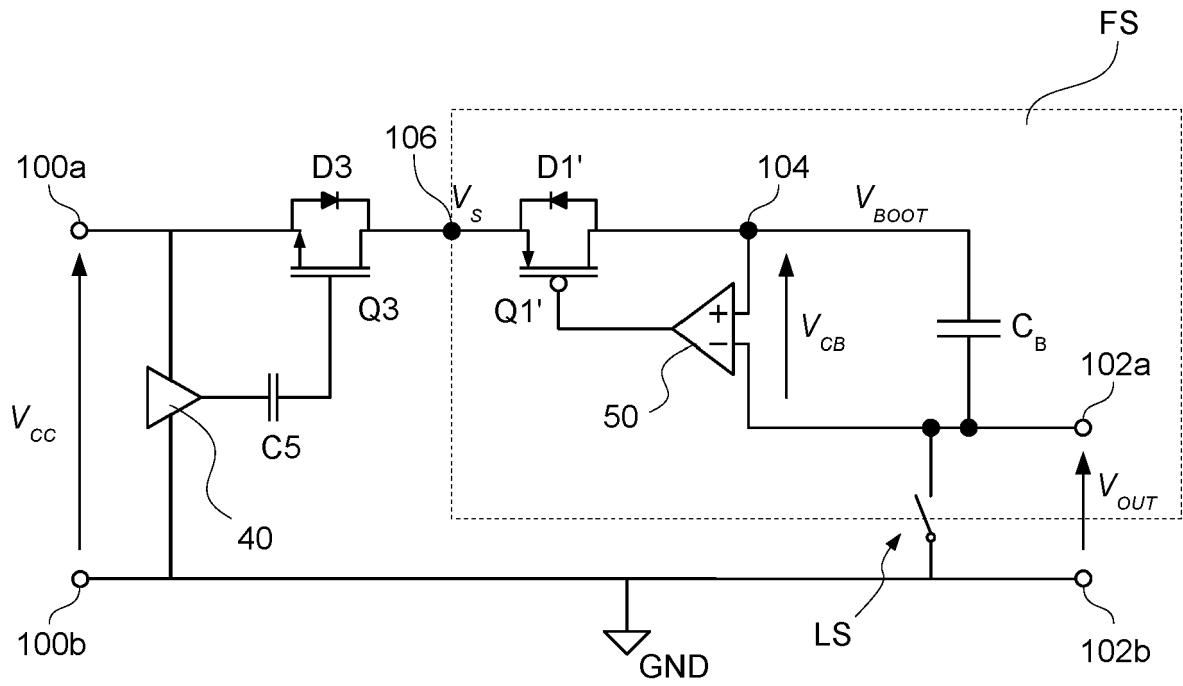 FS
106
100a
D3
D1'
104
V_S
V_BOOT
Q3
Q1'
+
−
V_CB
C_B
102a
50
V_CC
C5
V_OUT
40
LS
100b
GND
102b